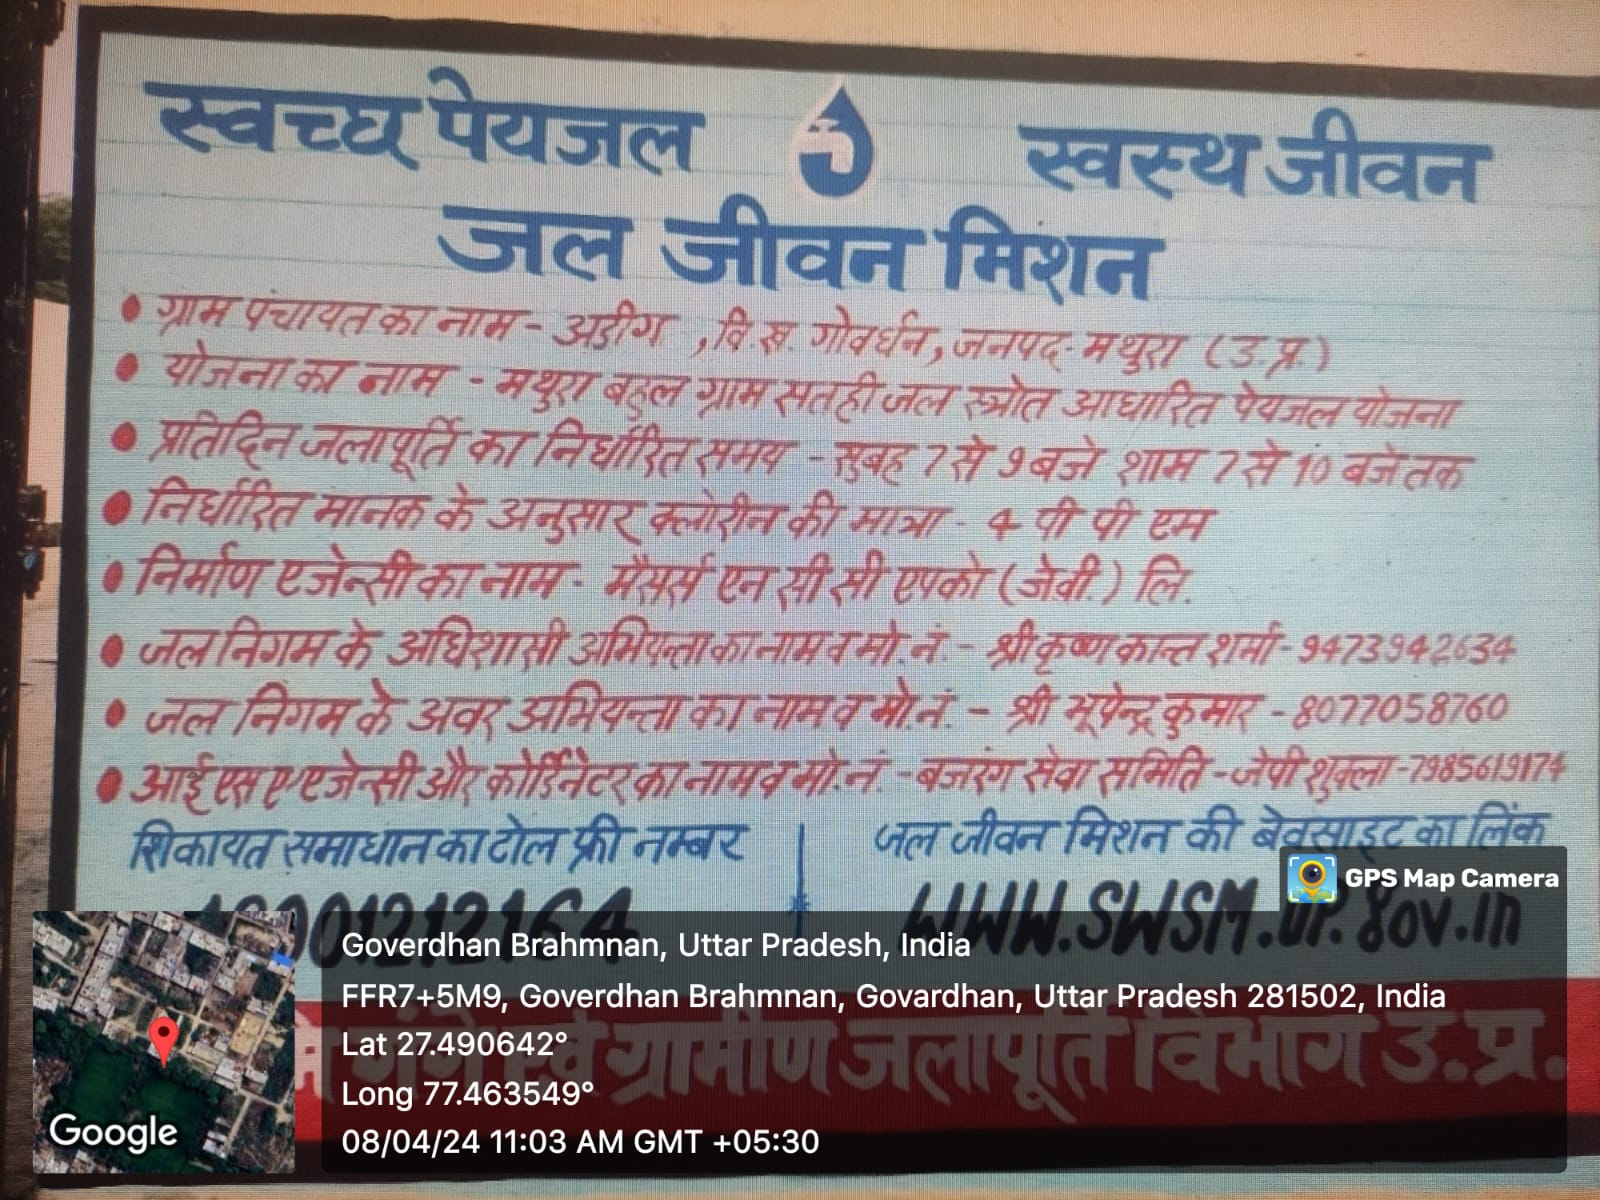 स्वच्छ पेयजल स्वस्थ जीवन
जल जीवन मिशन
• ग्राम पंचायत का नाम - अडींग , वि.ख. गोवर्धन, जनपद- मथुरा (उ.प्र.)
• योजना का नाम - मथुरा बहुल ग्राम सतही जल स्त्रोत आधारित पेयजल योजना
• प्रतिदिन जलापूर्ति का निर्धारित समय - सुबह 7 से 9 बजे शाम 7 से 10 बजे तक
• निर्धारित मानक के अनुसार क्लोरीन की मात्रा - 4 पी पी एम
• निर्माण एजेन्सी का नाम - मैसर्स एन सी सी एपको (जेवी.) लि.
• जल निगम के अधिशासी अभियन्ता का नाम व मो.नं. - श्री कृष्ण कान्त शर्मा - 9473942634
• जल निगम के अवर अभियन्ता का नाम व मो.नं. - श्री भूपेन्द्र कुमार - 8077058760
• आई एस ए एजेन्सी और कोर्डिनेटर का नाम व मो.नं. - बजरंग सेवा समिति - जेपी शुक्ला - 7985619174
शिकायत समाधान का टोल फ्री नम्बर
18001212164
जल जीवन मिशन की बेवसाइट का लिंक
WWW.SWSM.UP.gov.in
गंगे एवं ग्रामीण जलापूर्ति विभाग उ.प्र.
GPS Map Camera
Goverdhan Brahmnan, Uttar Pradesh, India
FFR7+5M9, Goverdhan Brahmnan, Govardhan, Uttar Pradesh 281502, India
Lat 27.490642°
Long 77.463549°
08/04/24 11:03 AM GMT +05:30
Google